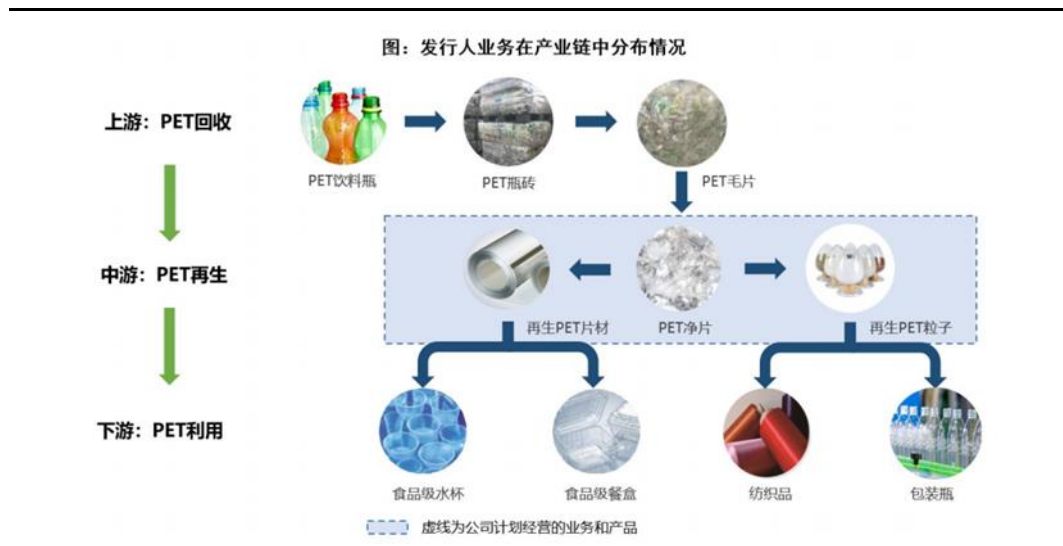 图：发行人业务在产业链中分布情况
上游：PET回收
PET饮料瓶
PET瓶砖
PET毛片
中游：PET再生
再生PET片材
PET净片
再生PET粒子
下游：PET利用
食品级水杯
食品级餐盒
纺织品
包装瓶
虚线为公司计划经营的业务和产品